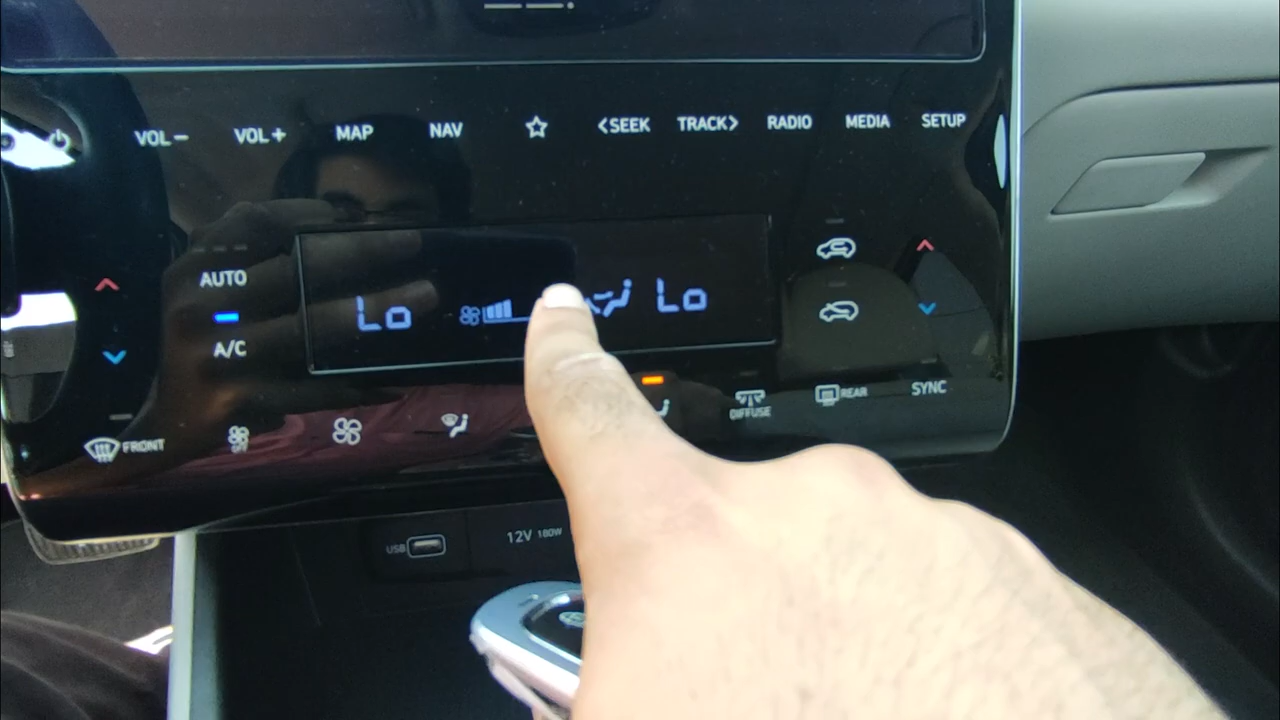 VOL− VOL+ MAP NAV <SEEK TRACK> RADIO MEDIA SETUP
AUTO
Lo Lo
A/C
FRONT DIFFUSE REAR SYNC
OFF
USB 12V 180W